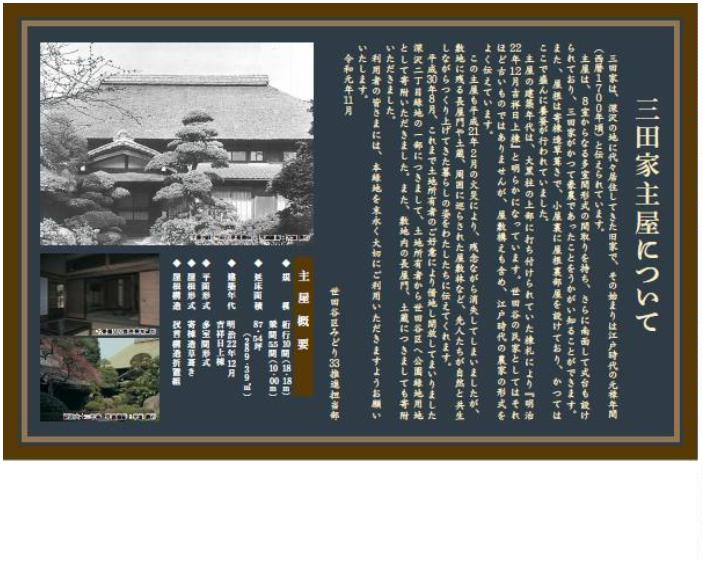 三田家主屋について
三田家は、深沢の地に代々居住してきた旧家で、その始まりは江戸時代の元禄年間
(西暦1700年頃)と伝えられています。
主屋は、8室からなる多室間形式の間取りを持ち、さらに南面して式台も設け
られており、三田家がかつて豪農であったことをうかがい知ることができます。
また、屋根は寄棟造草葺きで、小屋裏に屋根裏部屋を設けており、かつては
ここで盛んに養蚕が行われていました。
主屋の建築年代は、大黒柱の上部に打ち付けられていた棟札により『明治
22年12月吉祥日上棟』と明らかになっています。世田谷の民家としてはそれ
ほど古いものではありませんが、屋敷構えも含め、江戸時代の農家の形式を
よく伝えています。
この主屋も平成21年2月の火災により、残念ながら消失してしまいましたが、
敷地に残る長屋門や土蔵、周囲に巡らされた屋敷林など、先人たちが自然と共生
しながらつくり上げてきた暮らしの姿をわたしたちに伝えてくれます。
平成30年8月、これまで土地所有者のご好意により借地し開放してまいりました
深沢二丁目緑地の一部につきまして、土地所有者から世田谷区へ公園緑地用地
として寄附いただきました。また、敷地内の長屋門、土蔵につきましても寄附
いただきました。
利用者の皆さまには、本緑地を末永く大切にご利用いただきますようお願い
いたします。
令和元年11月
世田谷区みどり33推進担当部
主屋概要
◆規模 桁行10間(18・18m)
梁間5.5間(10・00m)
◆延床面積 87・54坪
◆建築年代 明治22年12月
吉祥日上棟
◆平面形式 多室間形式
◆屋根形式 寄棟造草葺き
◆屋根構造 扠首構造折置組